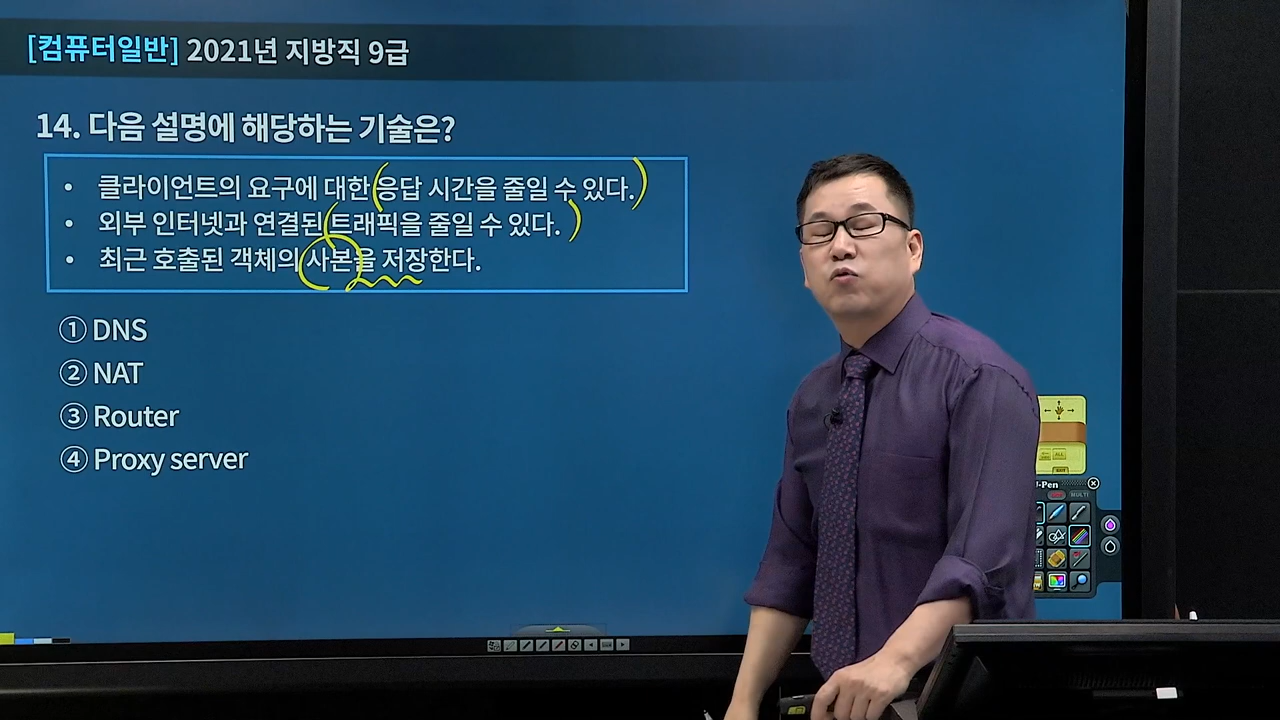 [컴퓨터일반] 2021년 지방직 9급
14. 다음 설명에 해당하는 기술은?
• 클라이언트의 요구에 대한 응답 시간을 줄일 수 있다.
• 외부 인터넷과 연결된 트래픽을 줄일 수 있다.
• 최근 호출된 객체의 사본을 저장한다.
① DNS
② NAT
③ Router
④ Proxy server
-Pen
MULTI